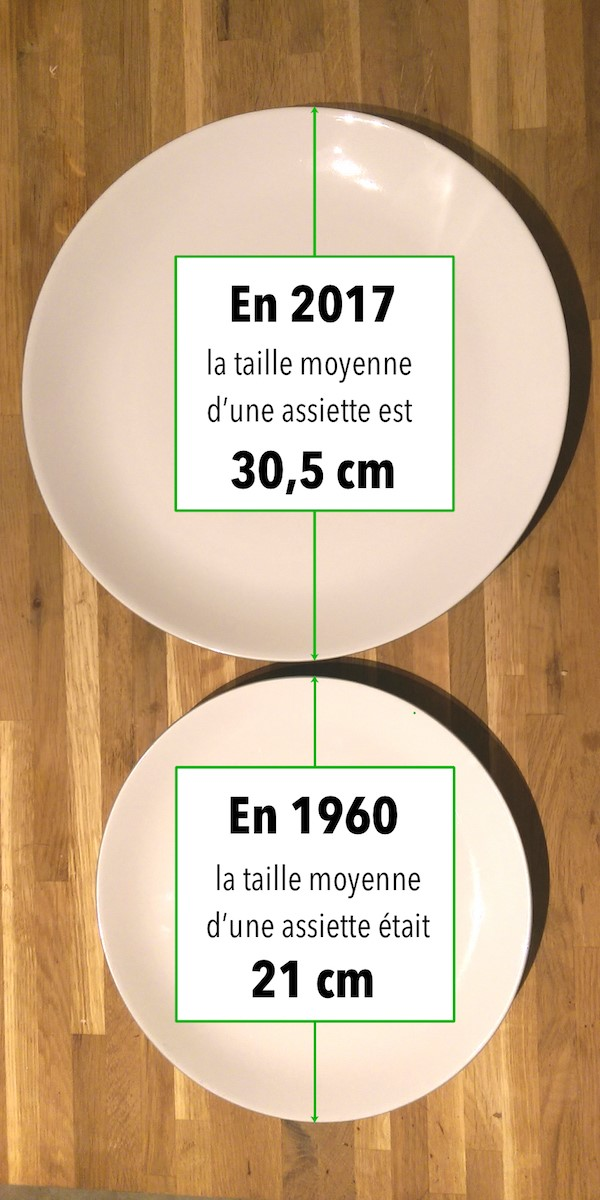 En 2017
la taille moyenne
d’une assiette est
30,5 cm
En 1960
la taille moyenne
d’une assiette était
21 cm